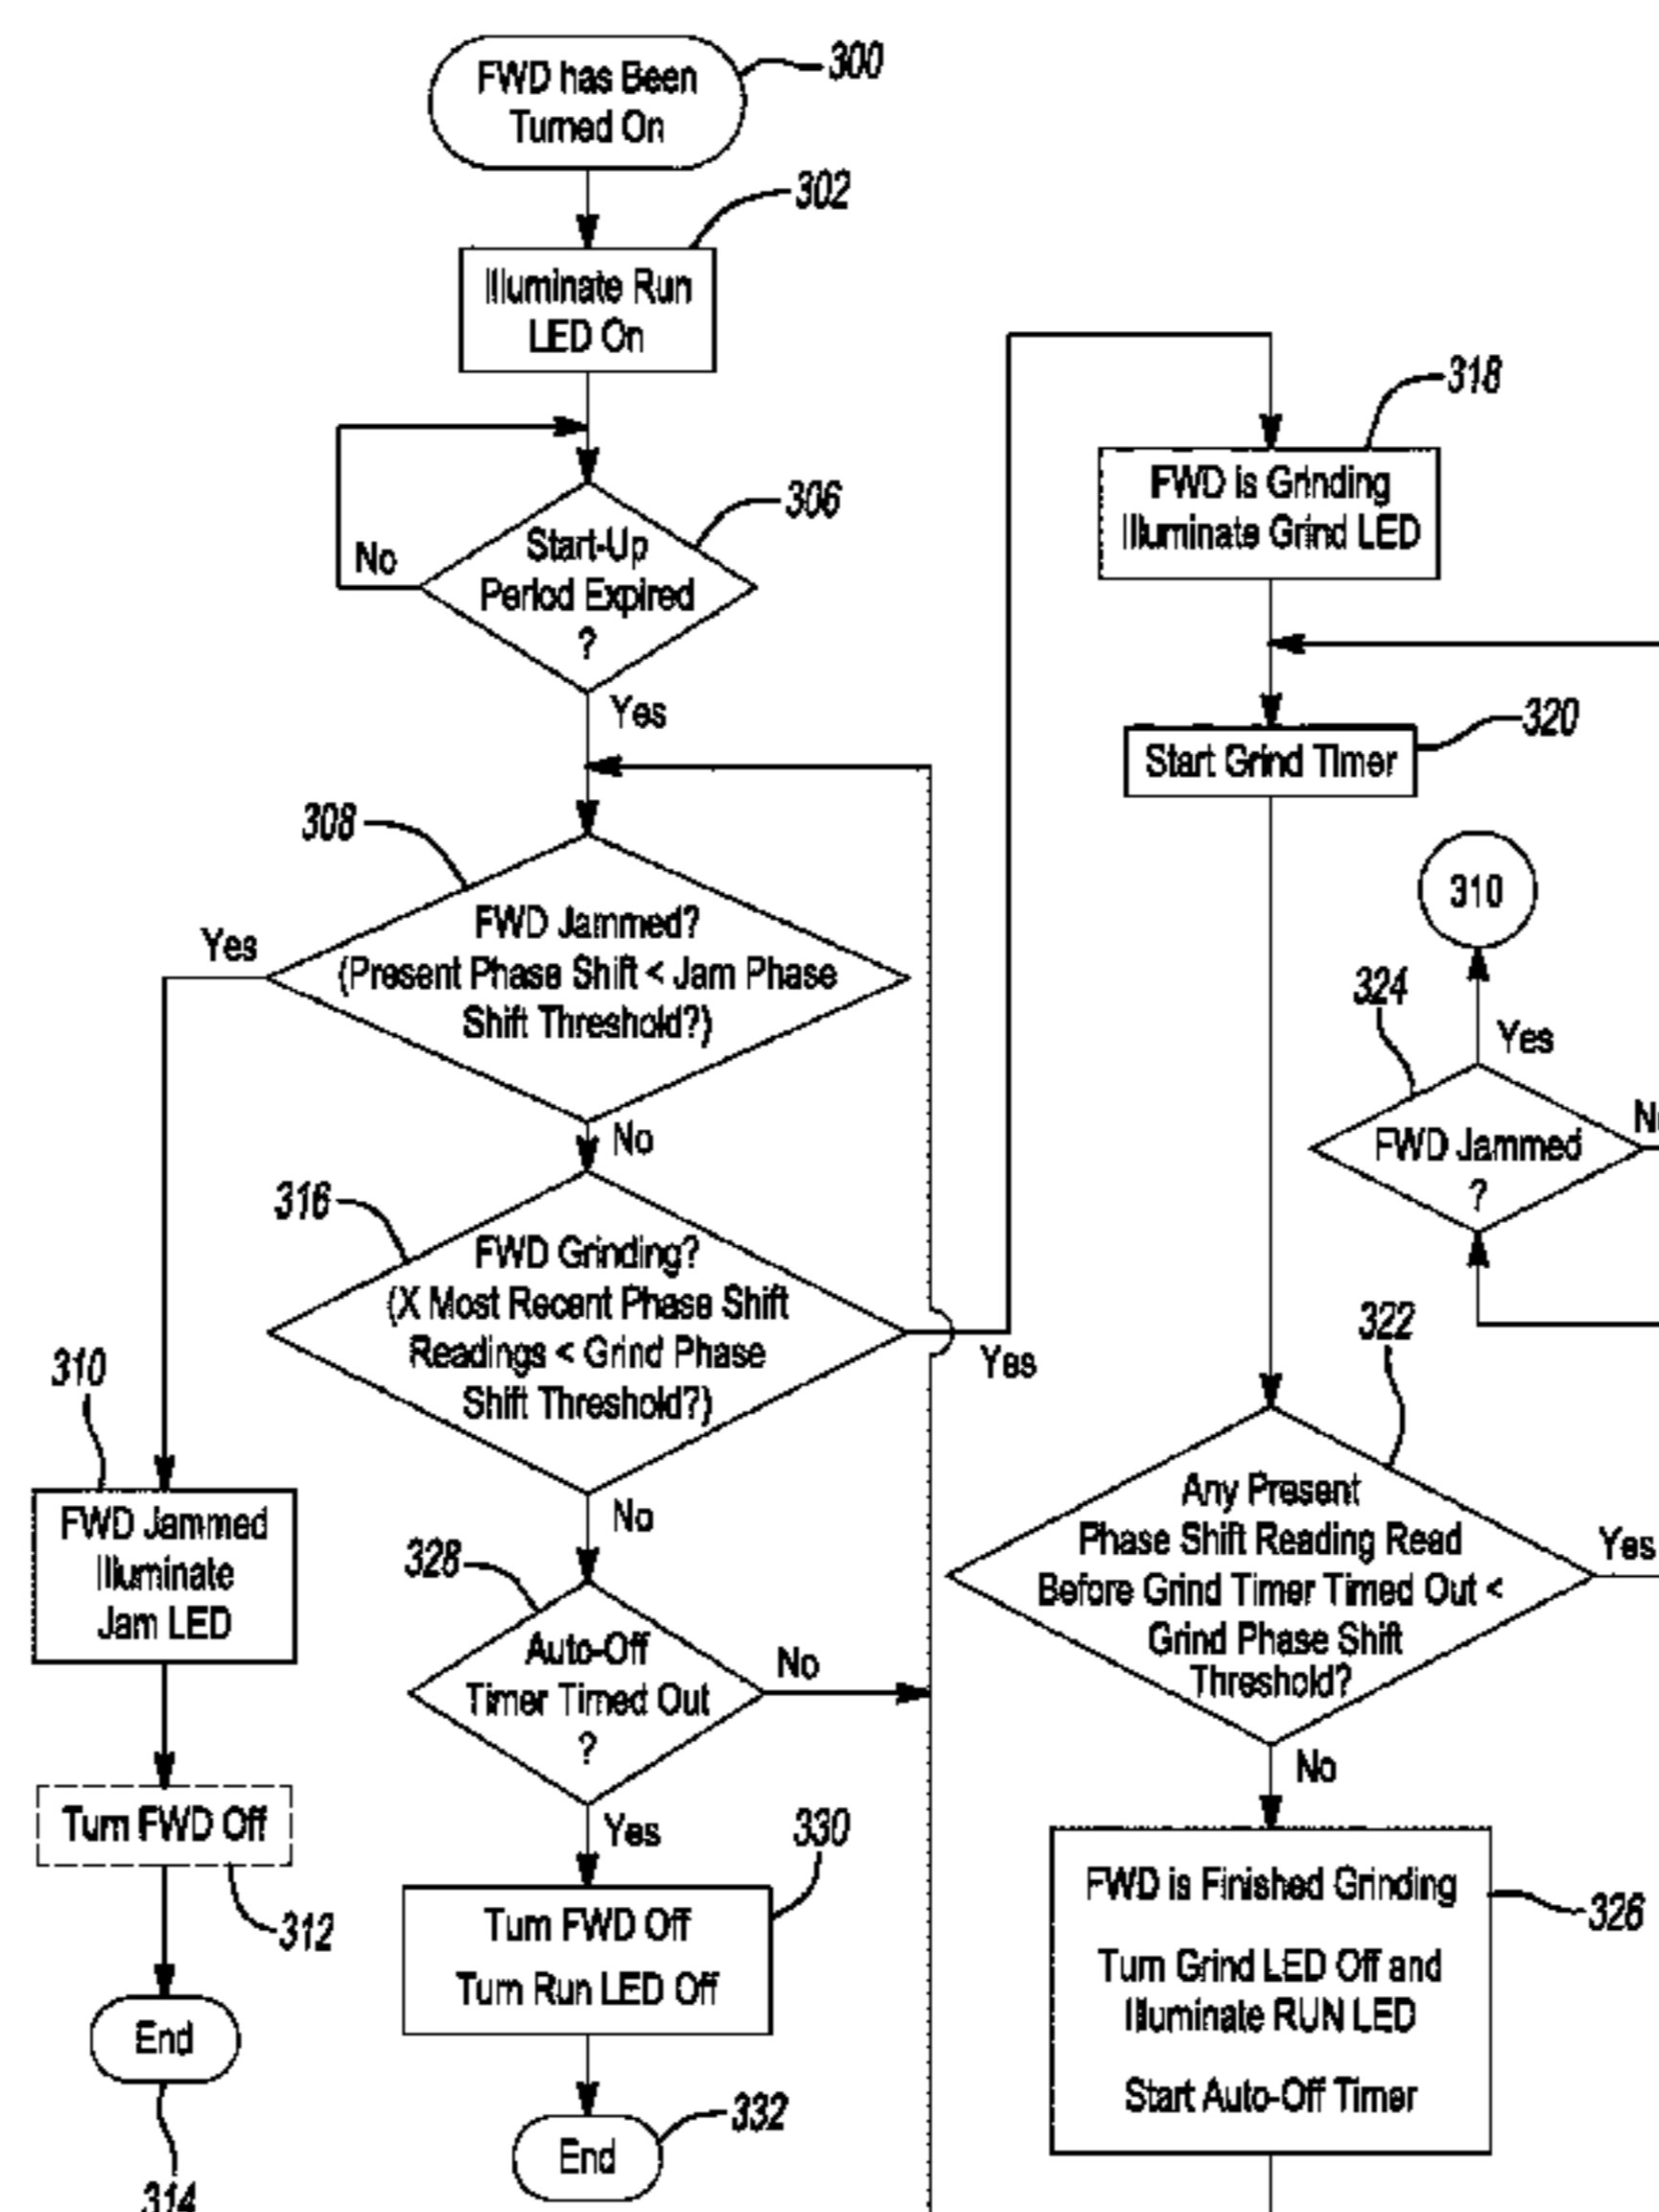 FWD has Been
Turned On
300
302
Illuminate Run
LED On
306
Start-Up
Period Expired
?
No
Yes
308
FWD Jammed?
(Present Phase Shift < Jam Phase
Shift Threshold?)
Yes
No
316
FWD Grinding?
(X Most Recent Phase Shift
Readings < Grind Phase
Shift Threshold?)
Yes
No
310
FWD Jammed
Illuminate
Jam LED
Turn FWD Off
312
End
314
328
Auto-Off
Timer Timed Out
?
No
Yes
330
Turn FWD Off
Turn Run LED Off
End
332
318
FWD is Grinding
Illuminate Grind LED
320
Start Grind Timer
310
324
Yes
FWD Jammed
?
322
Any Present
Phase Shift Reading Read
Before Grind Timer Timed Out <
Grind Phase Shift
Threshold?
Yes
No
FWD is Finished Grinding
326
Turn Grind LED Off and
Illuminate RUN LED
Start Auto-Off Timer